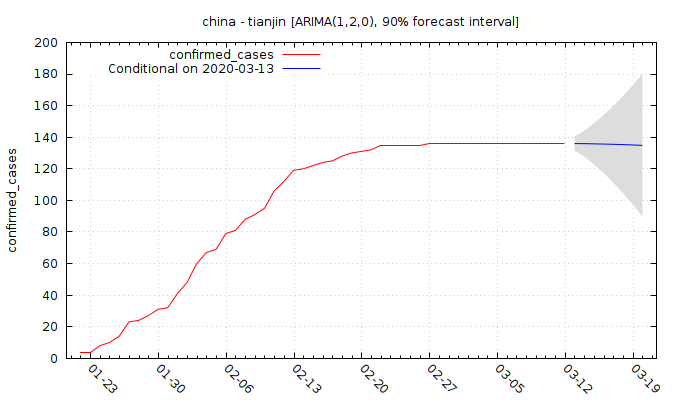 china - tianjin [ARIMA(1,2,0), 90% forecast interval]
confirmed_cases
Conditional on 2020-03-13
200
180
160
140
120
100
80
60
40
20
0
confirmed_cases
01-23 01-30 02-06 02-13 02-20 02-27 03-05 03-12 03-19